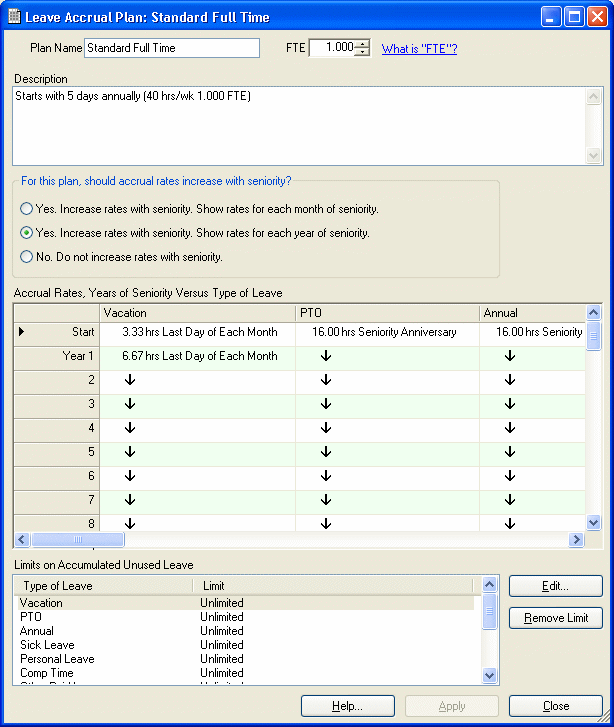 Leave Accrual Plan: Standard Full Time
Plan Name Standard Full Time FTE 1.000 What is "FTE"?
Description
Starts with 5 days annually (40 hrs/wk 1.000 FTE)
For this plan, should accrual rates increase with seniority?
Yes. Increase rates with seniority. Show rates for each month of seniority.
Yes. Increase rates with seniority. Show rates for each year of seniority.
No. Do not increase rates with seniority.
Accrual Rates, Years of Seniority Versus Type of Leave
Vacation PTO Annual
Start 3.33 hrs Last Day of Each Month 16.00 hrs Seniority Anniversary 16.00 hrs Seniority
Year 1 6.67 hrs Last Day of Each Month
2
3
4
5
6
7
8
Limits on Accumulated Unused Leave
Type of Leave Limit
Vacation Unlimited
PTO Unlimited
Annual Unlimited
Sick Leave Unlimited
Personal Leave Unlimited
Comp Time Unlimited
Edit...
Remove Limit
Help... Apply Close